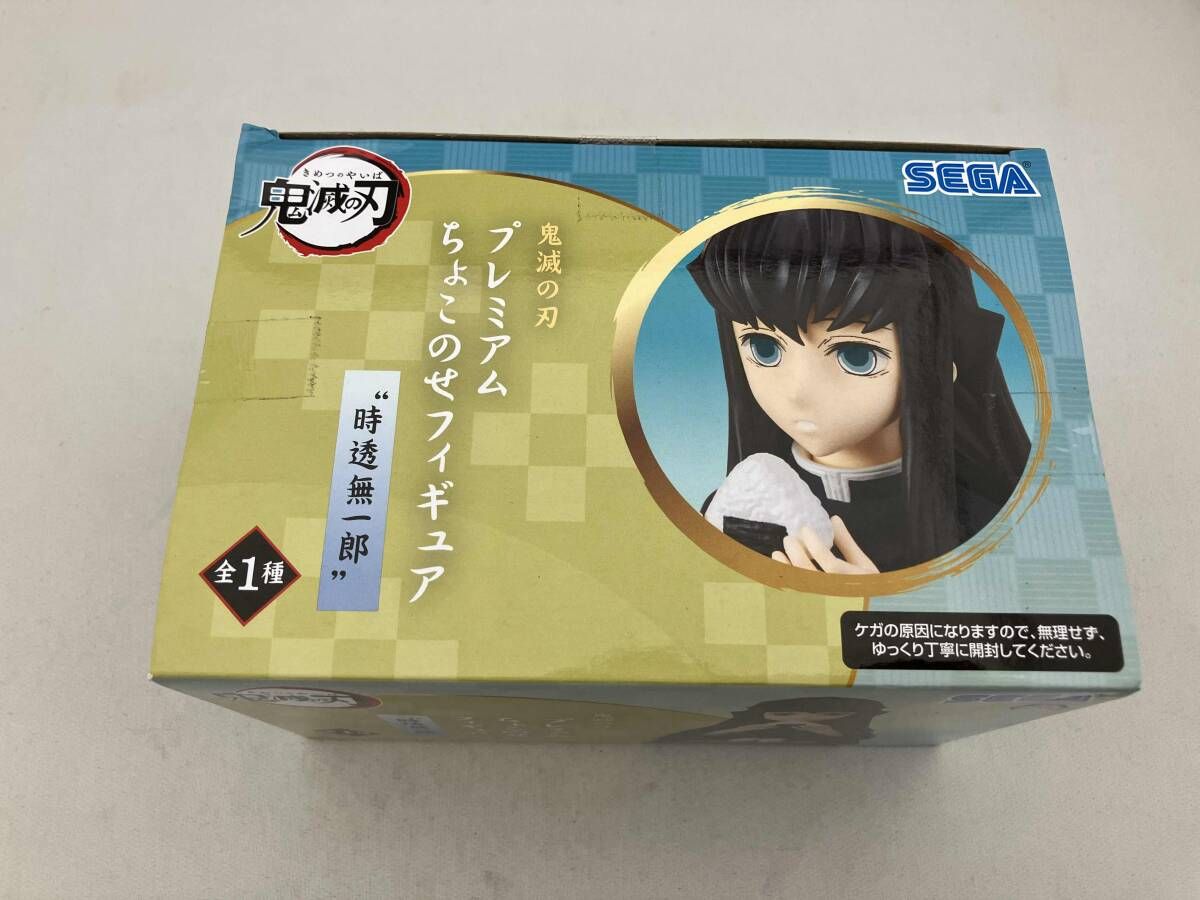 きめつのやいば
鬼滅の刃
SEGA®
鬼滅の刃
プレミアム
ちょこのせフィギュア
“時透無一郎”
全1種
ケガの原因になりますので、無理せず、
ゆっくり丁寧に開封してください。
SEGA